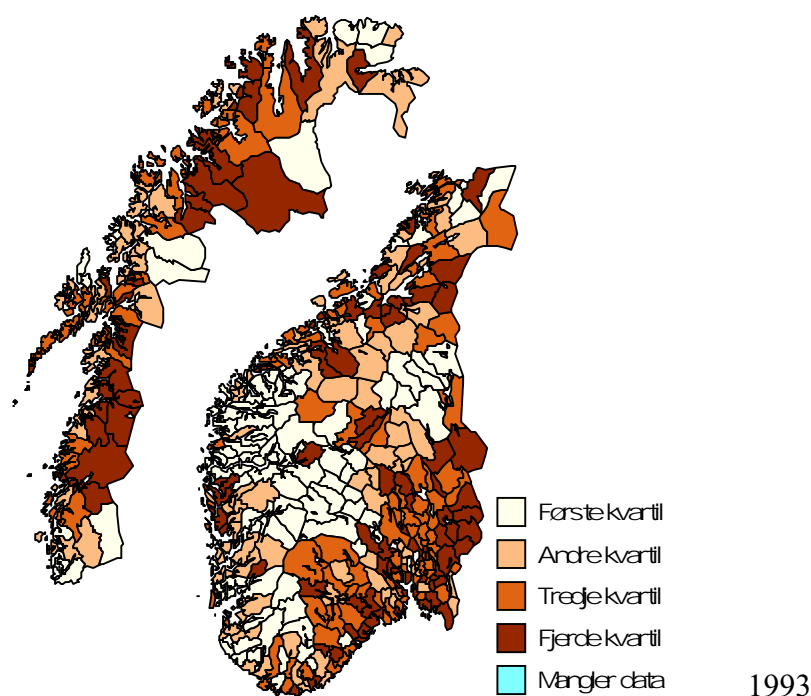 Første kvartil
Andre kvartil
Tredje kvartil
Fjerde kvartil
Mangler data
1993